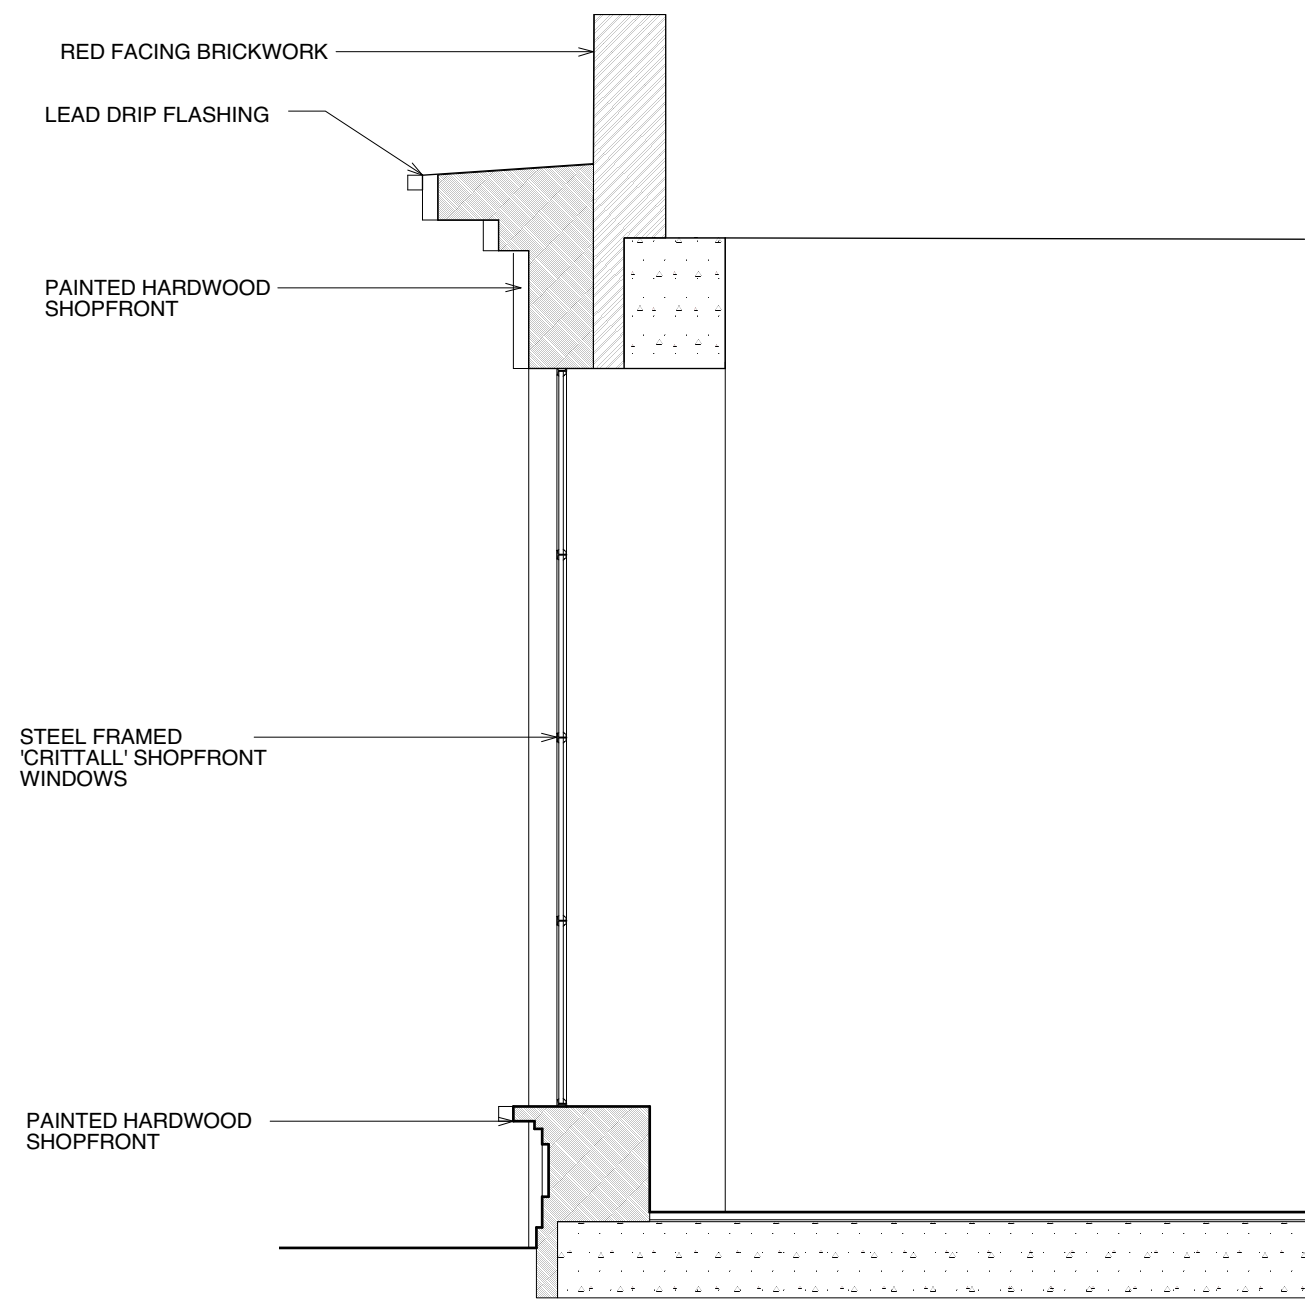 RED FACING BRICKWORK
LEAD DRIP FLASHING
PAINTED HARDWOOD
SHOPFRONT
STEEL FRAMED
'CRITTALL' SHOPFRONT
WINDOWS
PAINTED HARDWOOD
SHOPFRONT